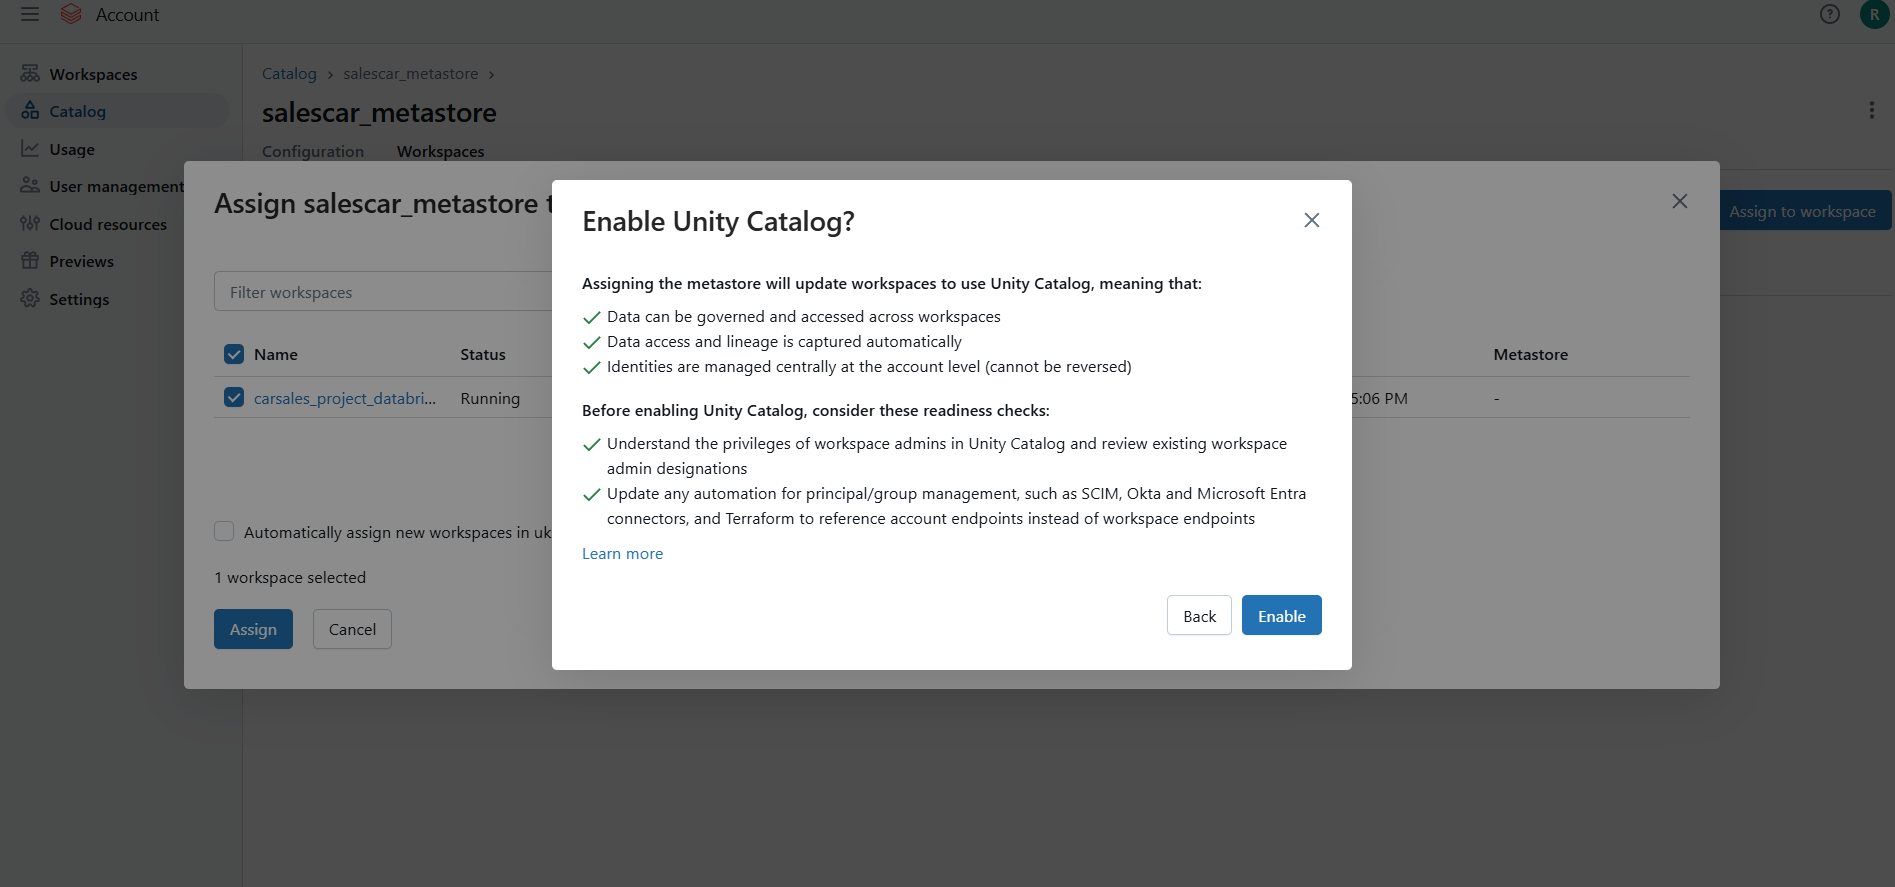 Account
R
Workspaces
Catalog
Usage
User management
Cloud resources
Previews
Settings
Catalog › salescar_metastore ›
salescar_metastore
Configuration Workspaces
Assign to workspace
Assign salescar_metastore
Filter workspaces
Name Status Metastore
carsales_project_databri... Running 5:06 PM -
Automatically assign new workspaces in uk
1 workspace selected
Assign Cancel
Enable Unity Catalog?
Assigning the metastore will update workspaces to use Unity Catalog, meaning that:
Data can be governed and accessed across workspaces
Data access and lineage is captured automatically
Identities are managed centrally at the account level (cannot be reversed)
Before enabling Unity Catalog, consider these readiness checks:
Understand the privileges of workspace admins in Unity Catalog and review existing workspace
admin designations
Update any automation for principal/group management, such as SCIM, Okta and Microsoft Entra
connectors, and Terraform to reference account endpoints instead of workspace endpoints
Learn more
Back Enable